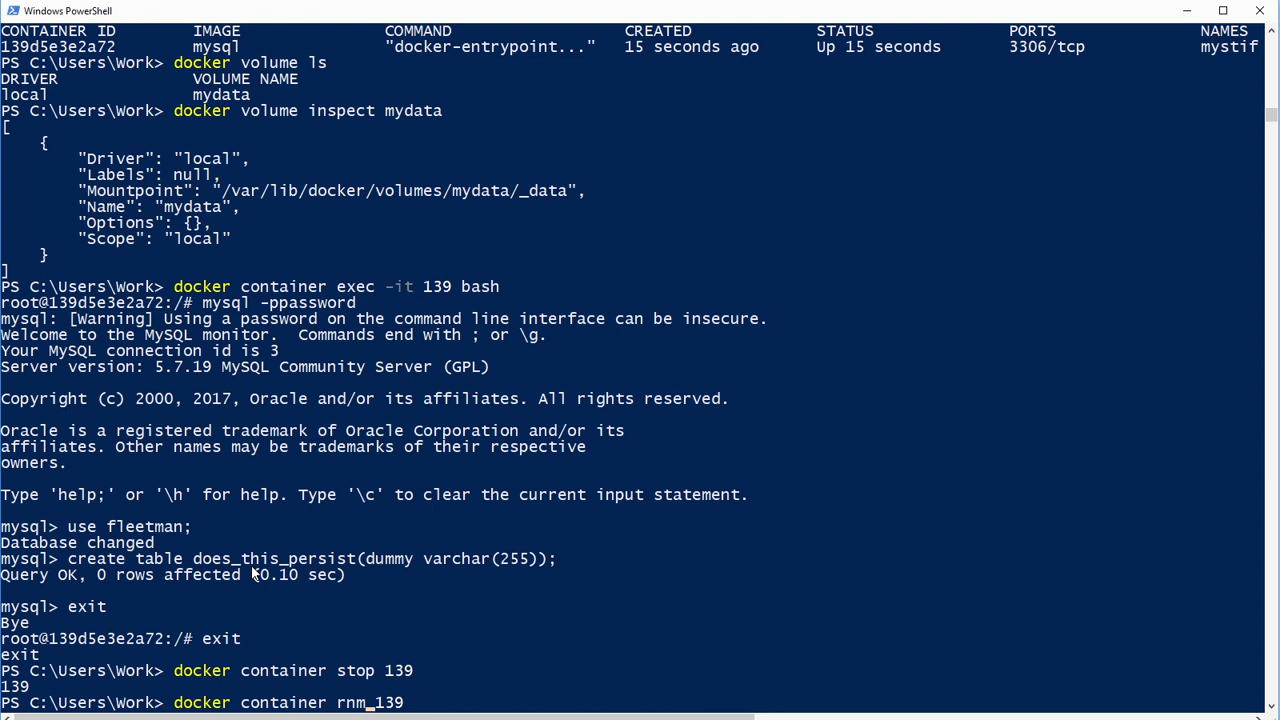 Windows PowerShell
CONTAINER ID        IMAGE               COMMAND                  CREATED             STATUS              PORTS               NAMES
139d5e3e2a72        mysql               "docker-entrypoint..."   15 seconds ago      Up 15 seconds       3306/tcp            mystif
PS C:\Users\Work> docker volume ls
DRIVER              VOLUME NAME
local               mydata
PS C:\Users\Work> docker volume inspect mydata
[
    {
        "Driver": "local",
        "Labels": null,
        "Mountpoint": "/var/lib/docker/volumes/mydata/_data",
        "Name": "mydata",
        "Options": {},
        "Scope": "local"
    }
]
PS C:\Users\Work> docker container exec -it 139 bash
root@139d5e3e2a72:/# mysql -ppassword
mysql: [Warning] Using a password on the command line interface can be insecure.
Welcome to the MySQL monitor.  Commands end with ; or \g.
Your MySQL connection id is 3
Server version: 5.7.19 MySQL Community Server (GPL)
Copyright (c) 2000, 2017, Oracle and/or its affiliates. All rights reserved.
Oracle is a registered trademark of Oracle Corporation and/or its
affiliates. Other names may be trademarks of their respective
owners.
Type 'help;' or '\h' for help. Type '\c' to clear the current input statement.
mysql> use fleetman;
Database changed
mysql> create table does_this_persist(dummy varchar(255));
Query OK, 0 rows affected (0.10 sec)
mysql> exit
Bye
root@139d5e3e2a72:/# exit
exit
PS C:\Users\Work> docker container stop 139
139
PS C:\Users\Work> docker container rnm 139